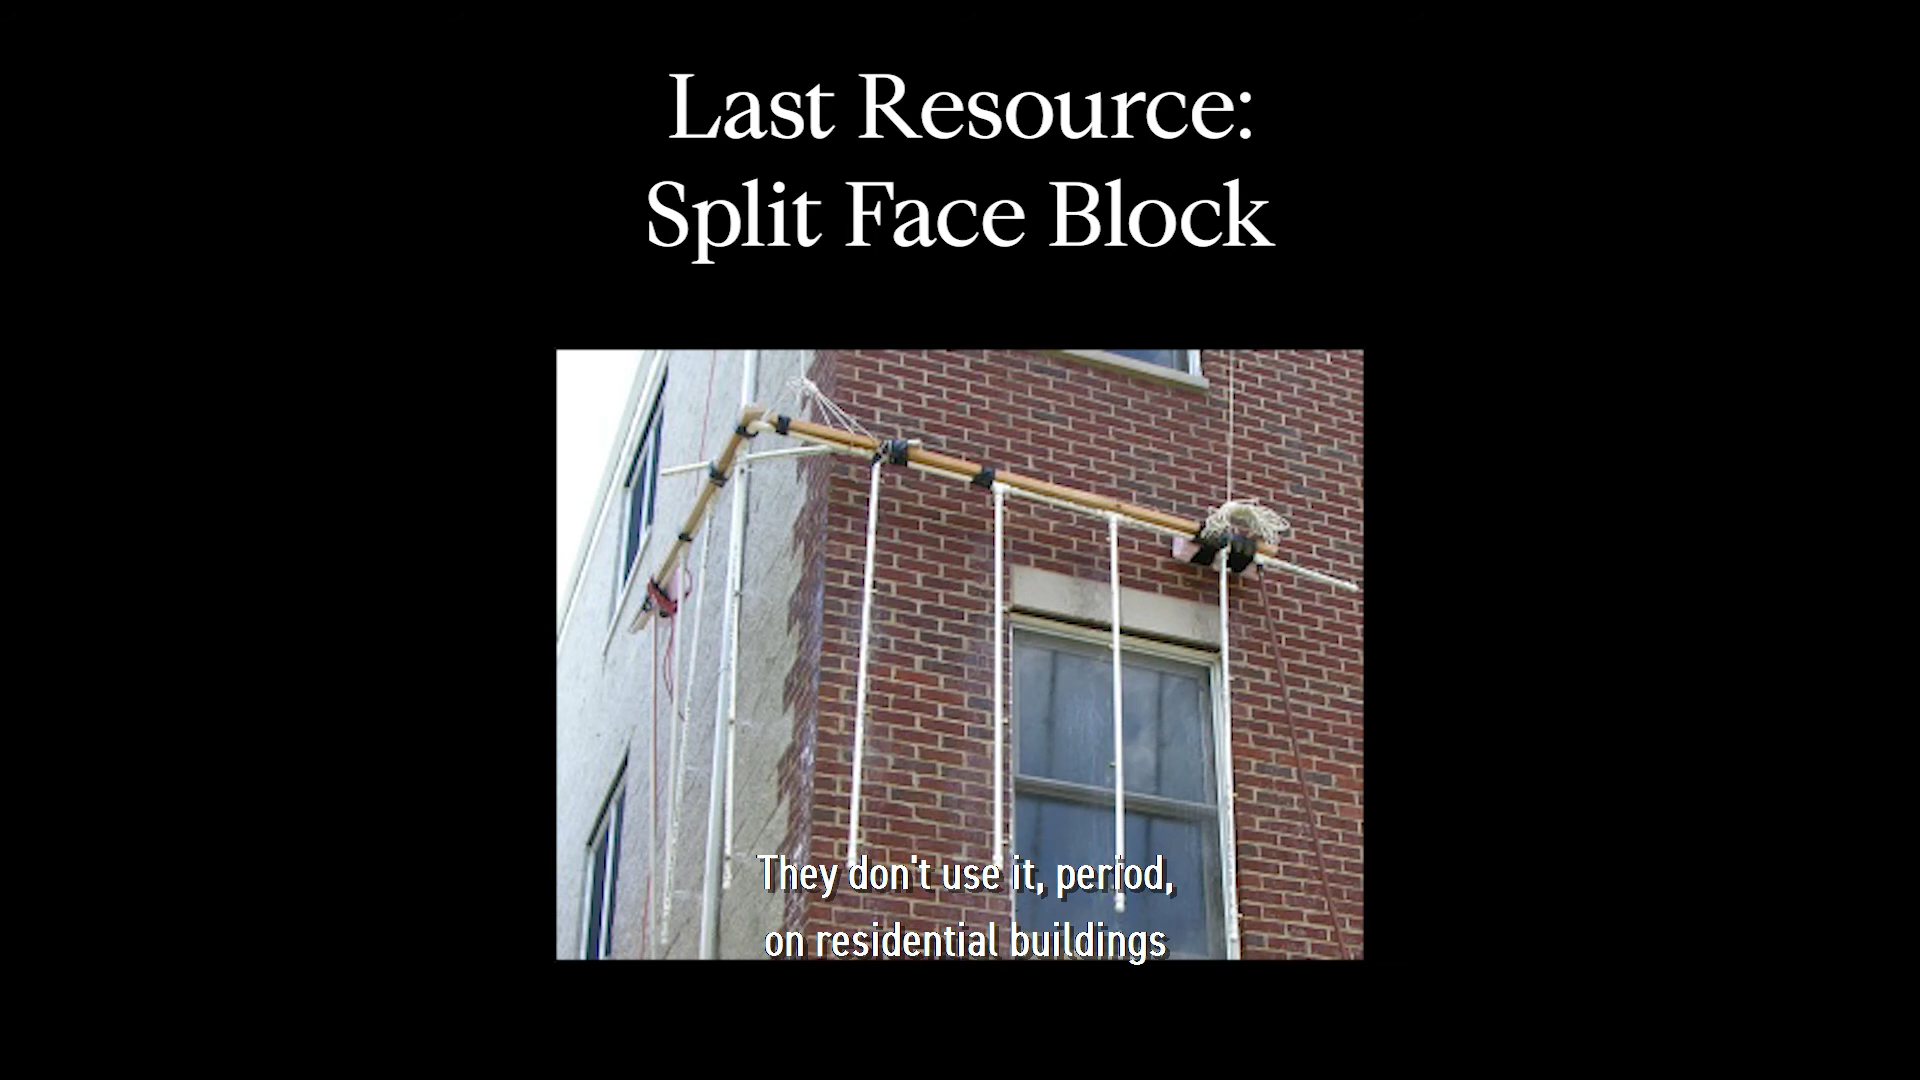 Last Resource:
Split Face Block
They don't use it, period,
on residential buildings